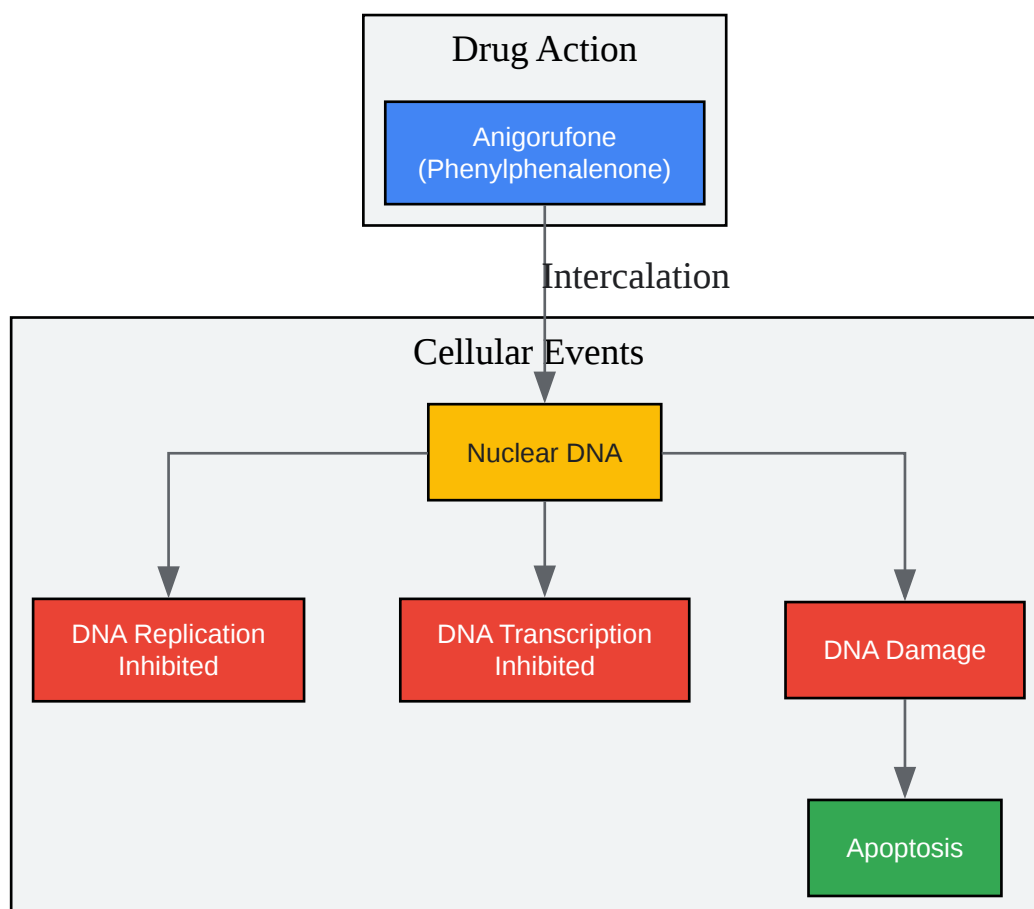 Drug Action
Anigorufone
(Phenylphenalenone)
Intercalation
Cellular Events
Nuclear DNA
DNA Replication
Inhibited
DNA Transcription
Inhibited
DNA Damage
Apoptosis